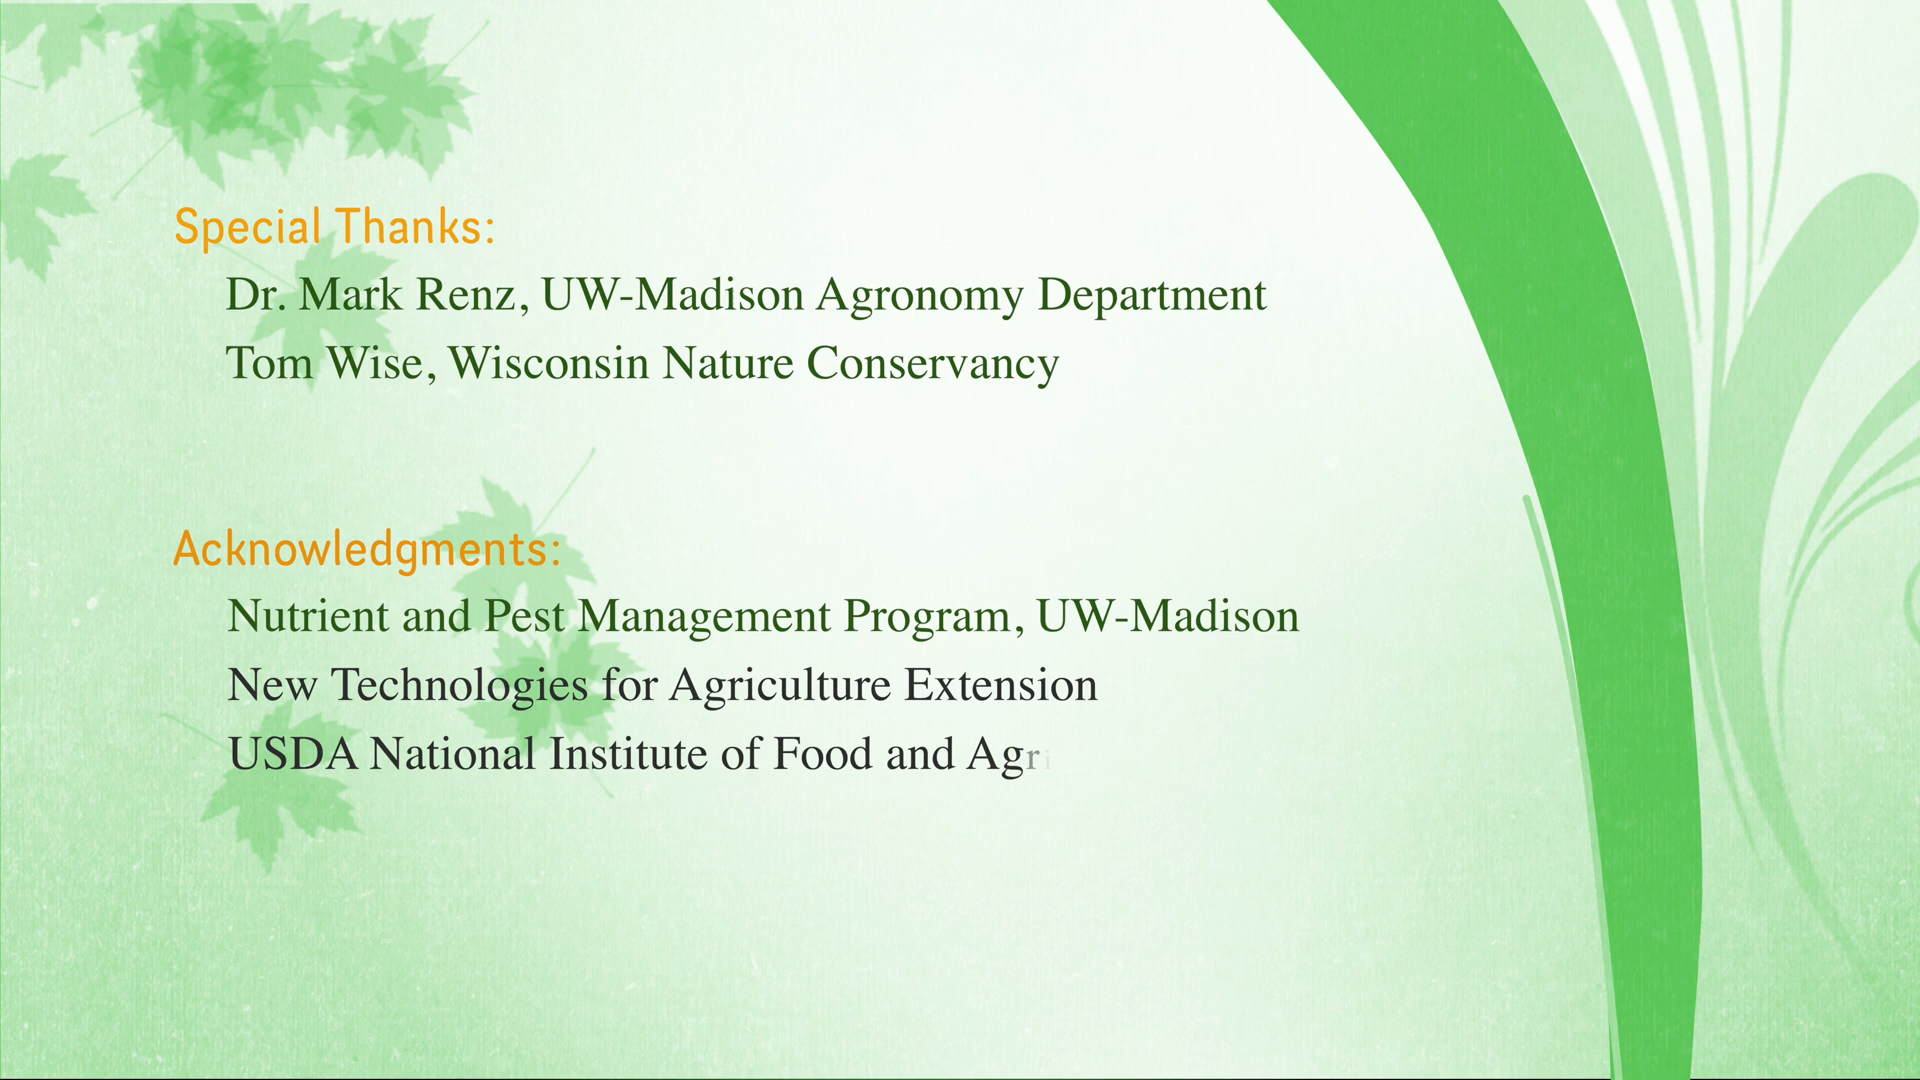 Special Thanks:
Dr. Mark Renz, UW-Madison Agronomy Department
Tom Wise, Wisconsin Nature Conservancy
Acknowledgments:
Nutrient and Pest Management Program, UW-Madison
New Technologies for Agriculture Extension
USDA National Institute of Food and Agri